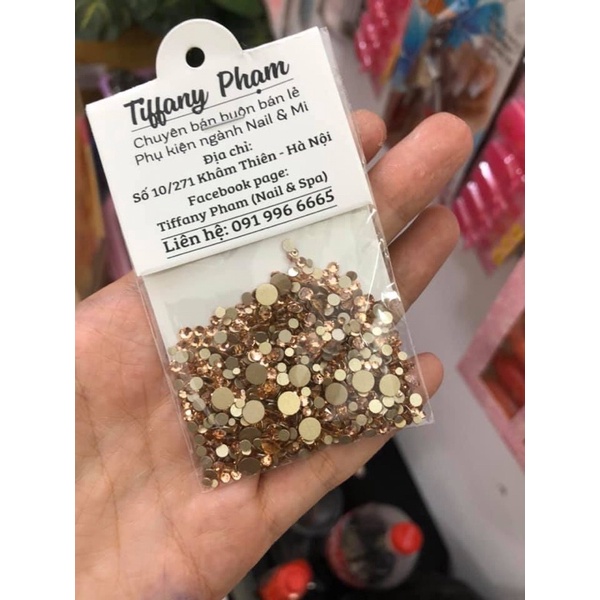 Tiffany Phạm
Chuyên bán buôn bán lẻ
Phụ kiện ngành Nail & Mi
Địa chỉ:
Số 10/271 Khâm Thiên - Hà Nội
Facebook page:
Tiffany Pham (Nail & Spa)
Liên hệ: 091 996 6665